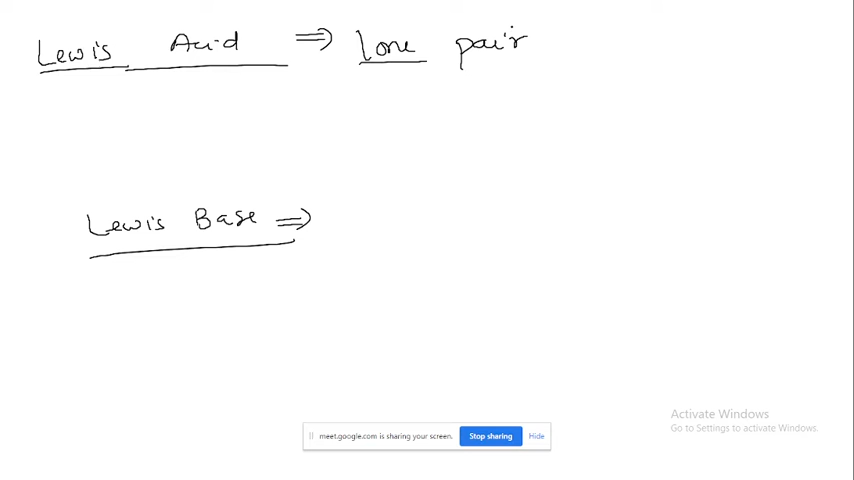 Lewis Acid ⇒ lone pair
Lewis Base ⇒
Activate Windows
Go to Settings to activate Windows.
meet.google.com is sharing your screen. Stop sharing Hide